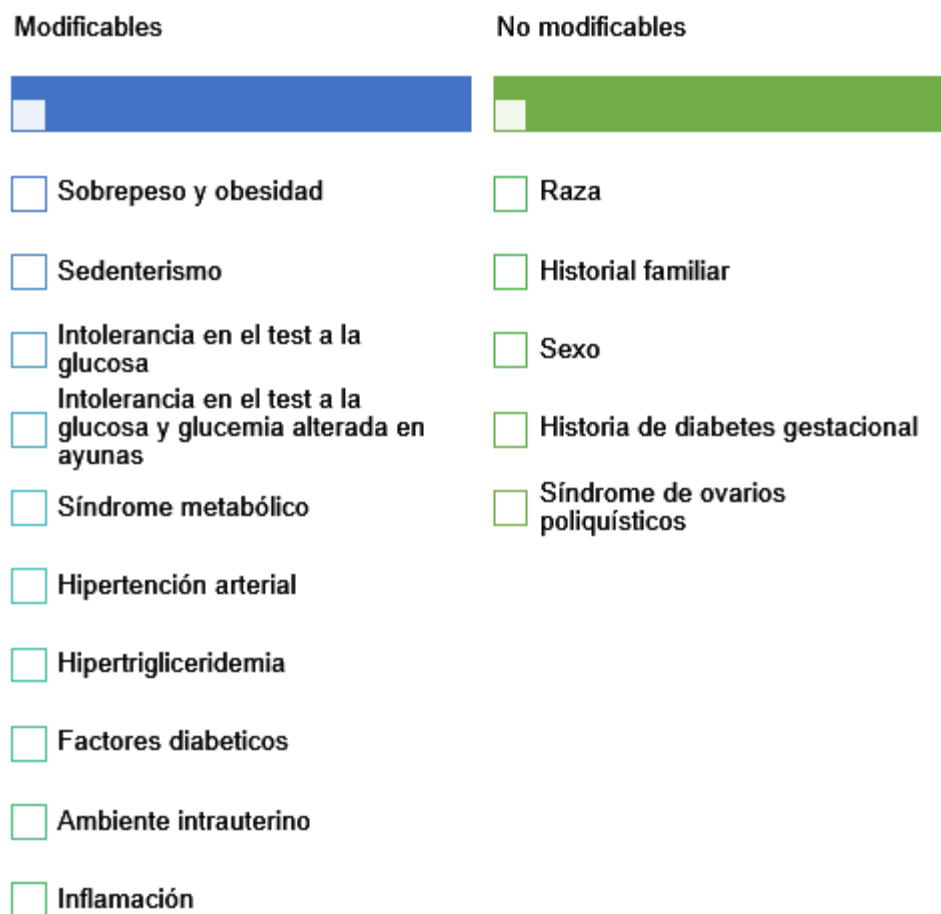 Modificables
Sobrepeso y obesidad
Sedenterismo
Intolerancia en el test a la
glucosa
Intolerancia en el test a la
glucosa y glucemia alterada en
ayunas
Síndrome metabólico
Hipertención arterial
Hipertrigliceridemia
Factores diabeticos
Ambiente intrauterino
Inflamación
No modificables
Raza
Historial familiar
Sexo
Historia de diabetes gestacional
Síndrome de ovarios
poliquísticos